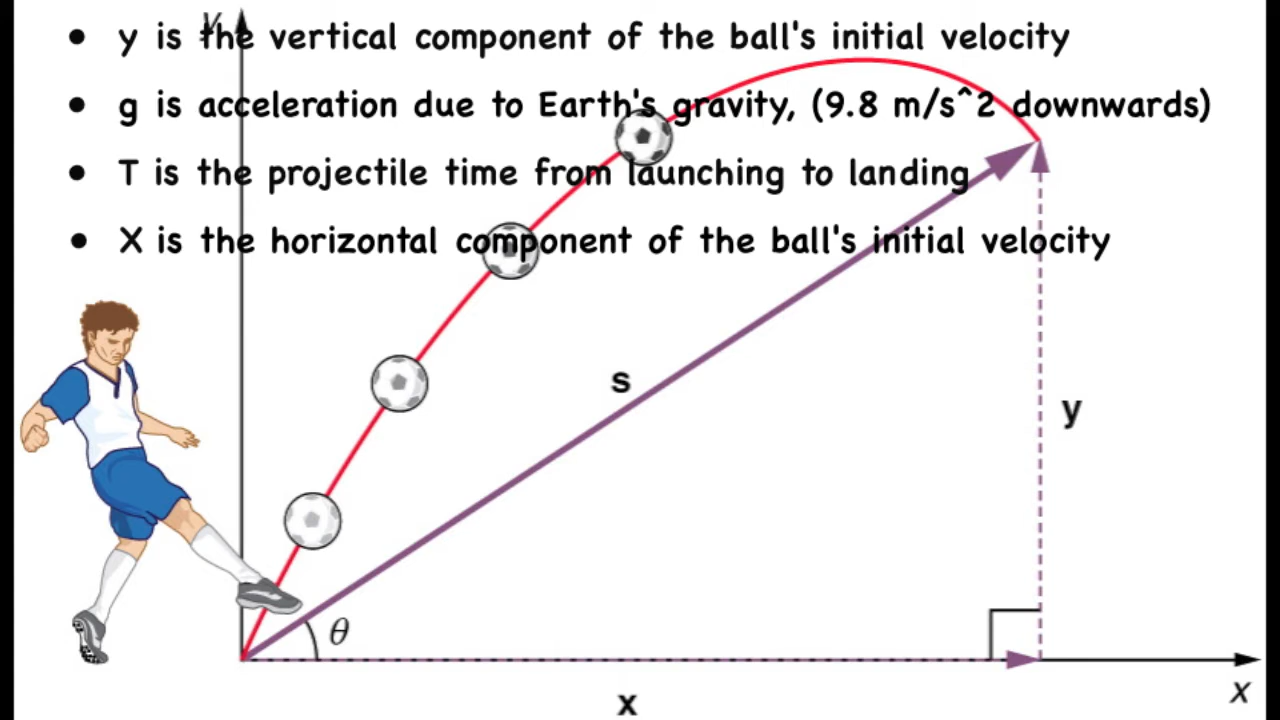 y
• y is the vertical component of the ball's initial velocity
• g is acceleration due to Earth's gravity, (9.8 m/s^2 downwards)
• T is the projectile time from launching to landing
• X is the horizontal component of the ball's initial velocity
s
y
θ
x
x